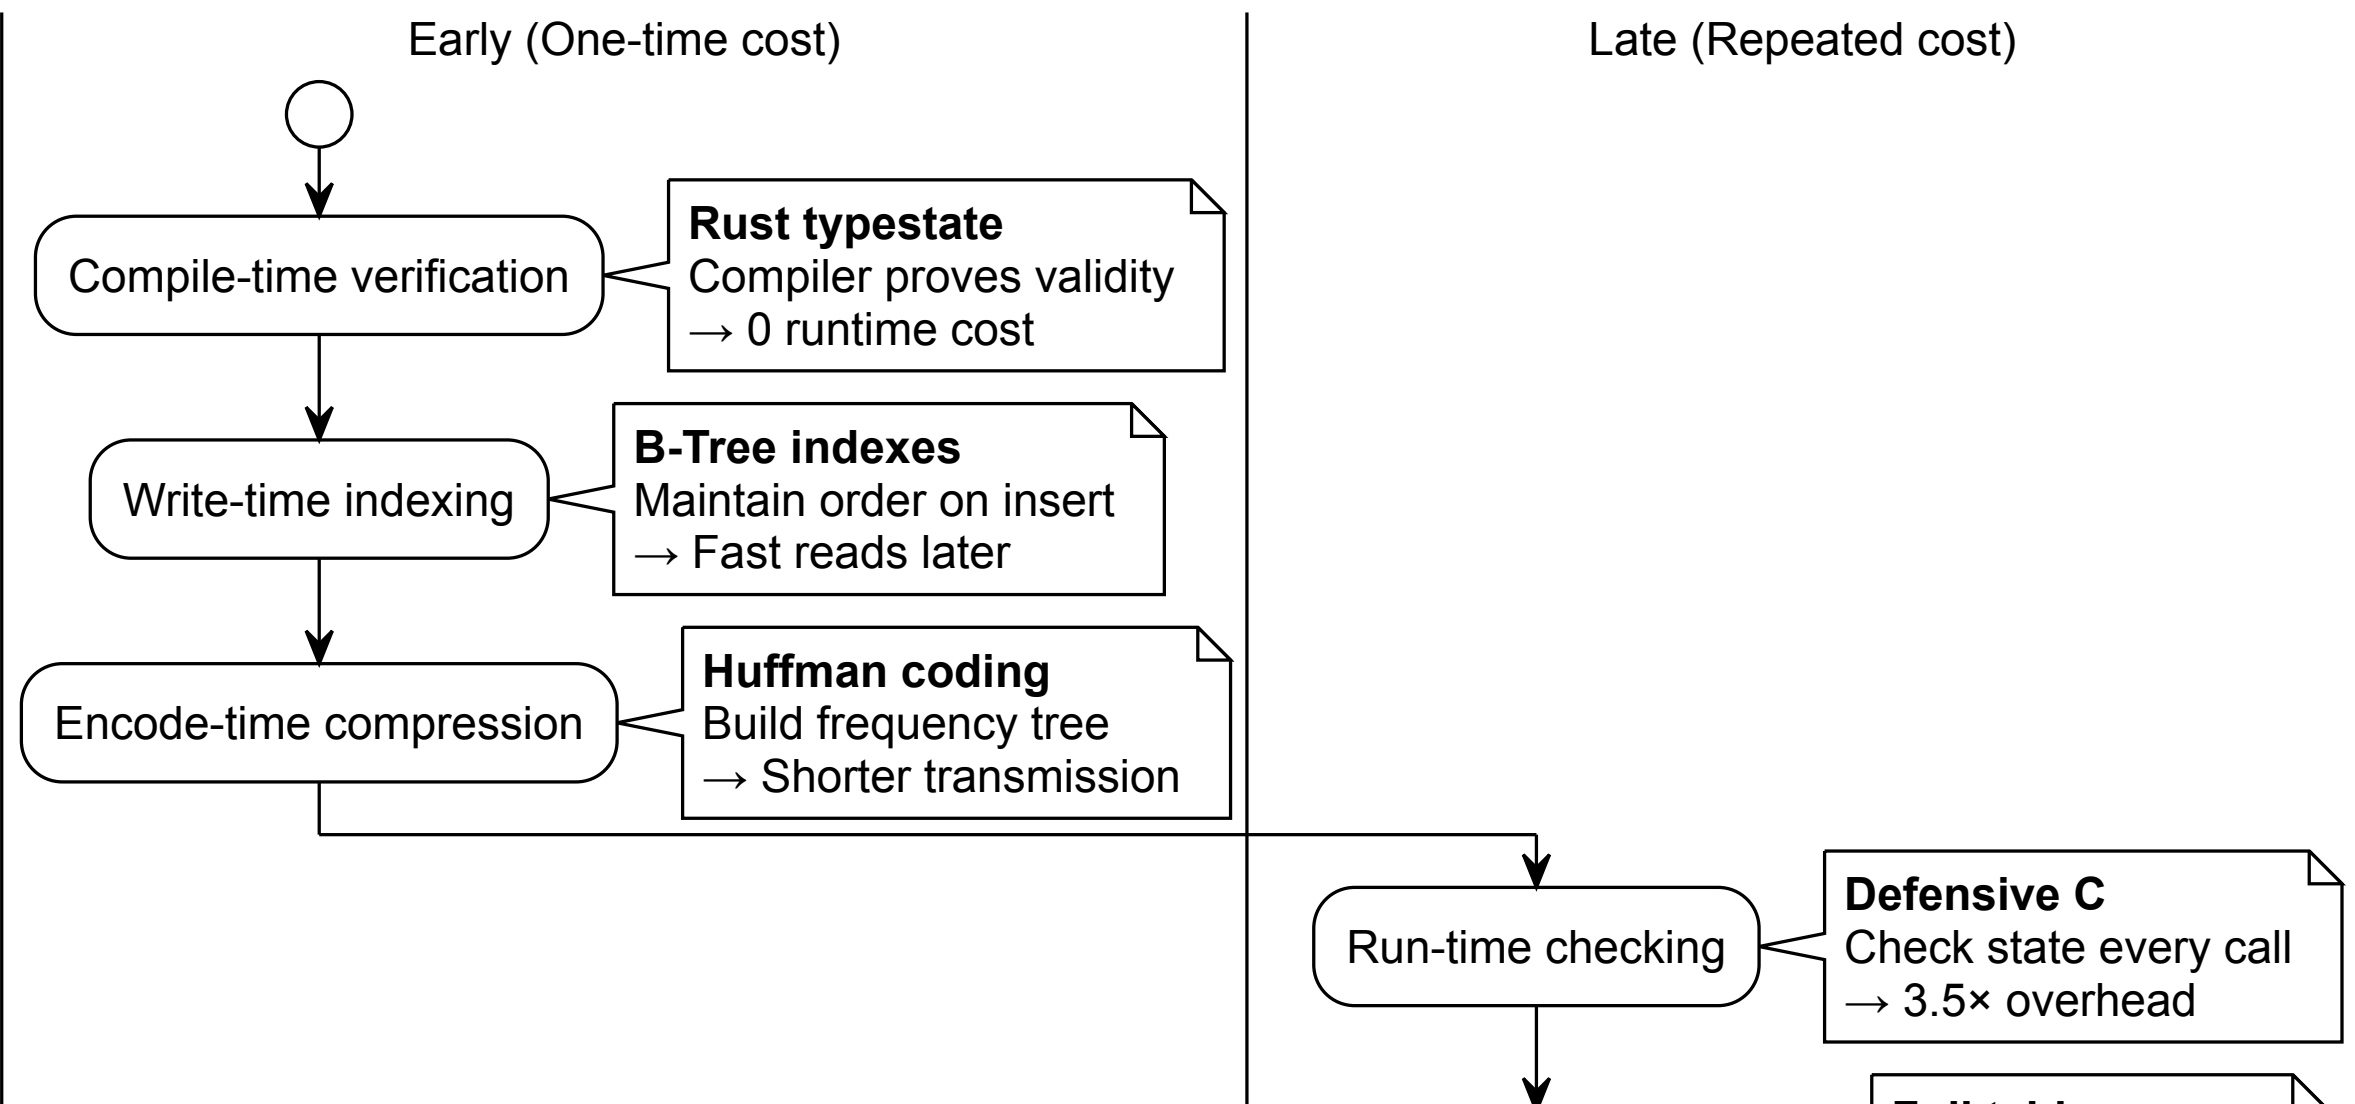 Early (One-time cost)
Late (Repeated cost)
Compile-time verification
Rust typestate
Compiler proves validity
→ 0 runtime cost
Write-time indexing
B-Tree indexes
Maintain order on insert
→ Fast reads later
Encode-time compression
Huffman coding
Build frequency tree
→ Shorter transmission
Run-time checking
Defensive C
Check state every call
→ 3.5× overhead